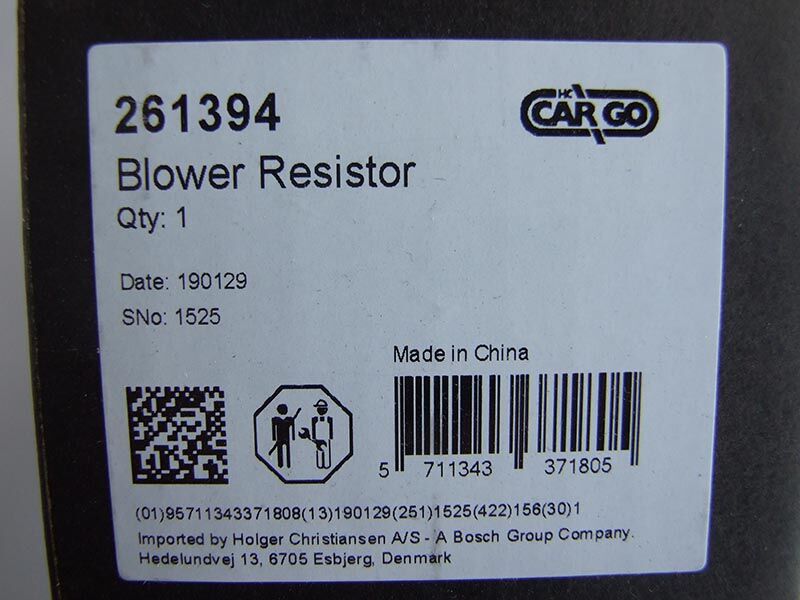 261394
HC
CARGO
Blower Resistor
Qty: 1
Date: 190129
SNo: 1525
Made in China
5 711343 371805
(01)95711343371808(13)190129(251)1525(422)156(30)1
Imported by Holger Christiansen A/S - A Bosch Group Company.
Hedelundvej 13, 6705 Esbjerg, Denmark